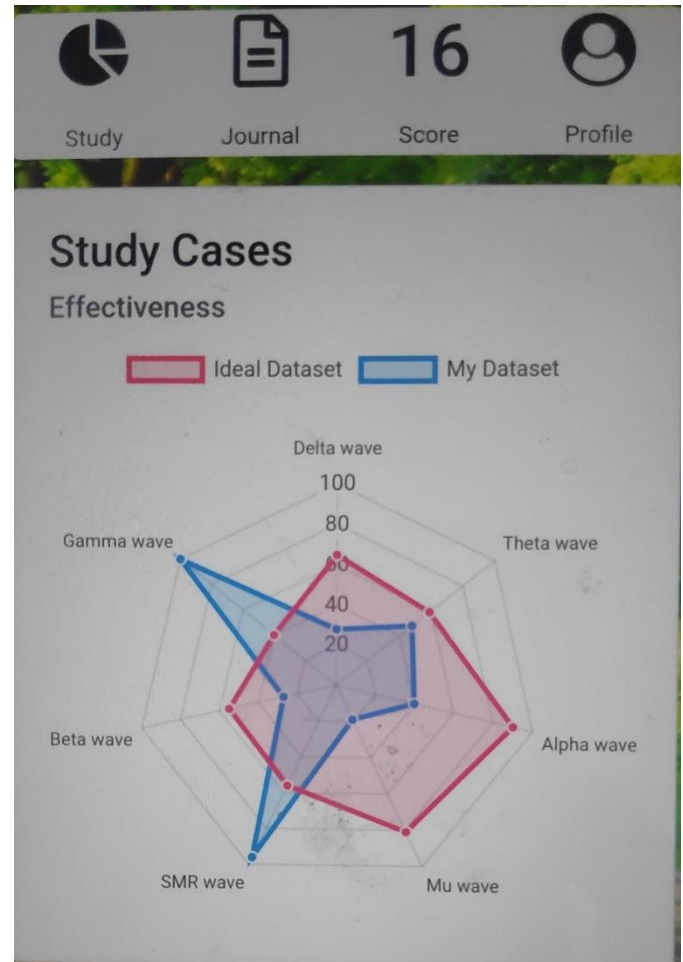 16
Study Journal Score Profile
Study Cases
Effectiveness
Ideal Dataset My Dataset
Delta wave
100
80
60
40
20
Gamma wave
Theta wave
Beta wave
Alpha wave
SMR wave
Mu wave